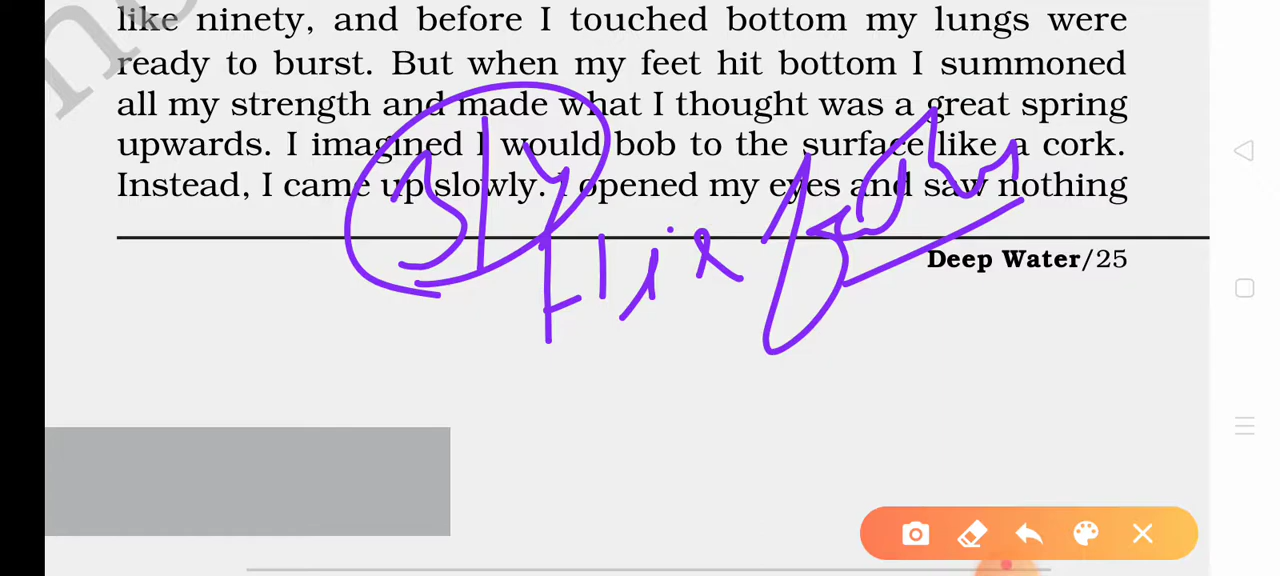 like ninety, and before I touched bottom my lungs were
ready to burst. But when my feet hit bottom I summoned
all my strength and made what I thought was a great spring
upwards. I imagined I would bob to the surface like a cork.
Instead, I came up slowly. I opened my eyes and saw nothing
Deep Water/25